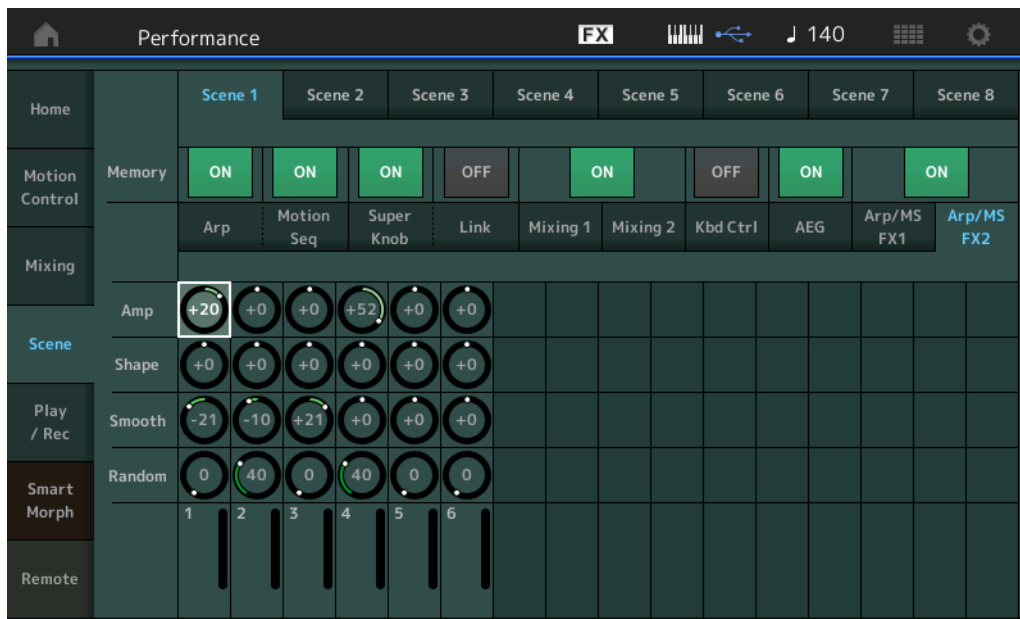 Performance FX 140
Scene 1 Scene 2 Scene 3 Scene 4 Scene 5 Scene 6 Scene 7 Scene 8
Home
Motion
Control
Mixing
Scene
Play
/ Rec
Smart
Morph
Remote
Memory ON ON ON OFF ON OFF ON ON
Arp Motion
Seq Super
Knob Link Mixing 1 Mixing 2 Kbd Ctrl AEG Arp/MS
FX1 Arp/MS
FX2
Amp +20 +0 +0 +52 +0 +0
Shape +0 +0 +0 +0 +0 +0
Smooth -21 -10 +21 +0 +0 +0
Random 0 40 0 40 0 0
1 2 3 4 5 6